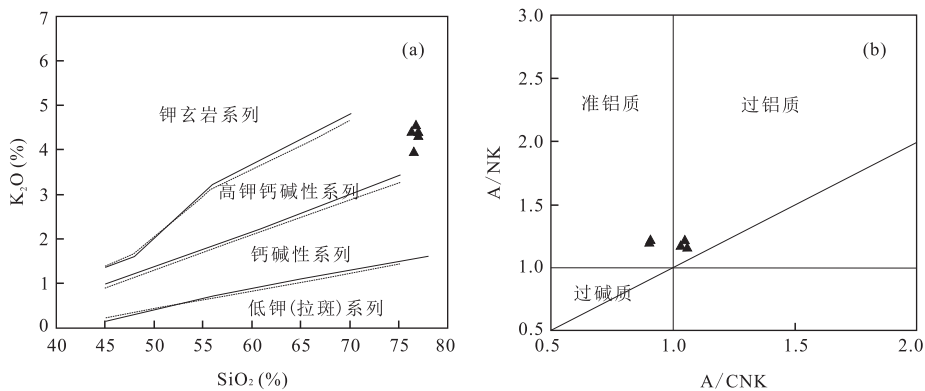 (a)
7
6
5
4
3
2
1
0
K₂O (%)
钾玄岩系列
高钾钙碱性系列
钙碱性系列
低钾(拉斑)系列
40 45 50 55 60 65 70 75 80
SiO₂ (%)
(b)
3.0
2.5
2.0
1.5
1.0
0.5
A/NK
准铝质
过铝质
过碱质
0.5 1.0 1.5 2.0
A/CNK